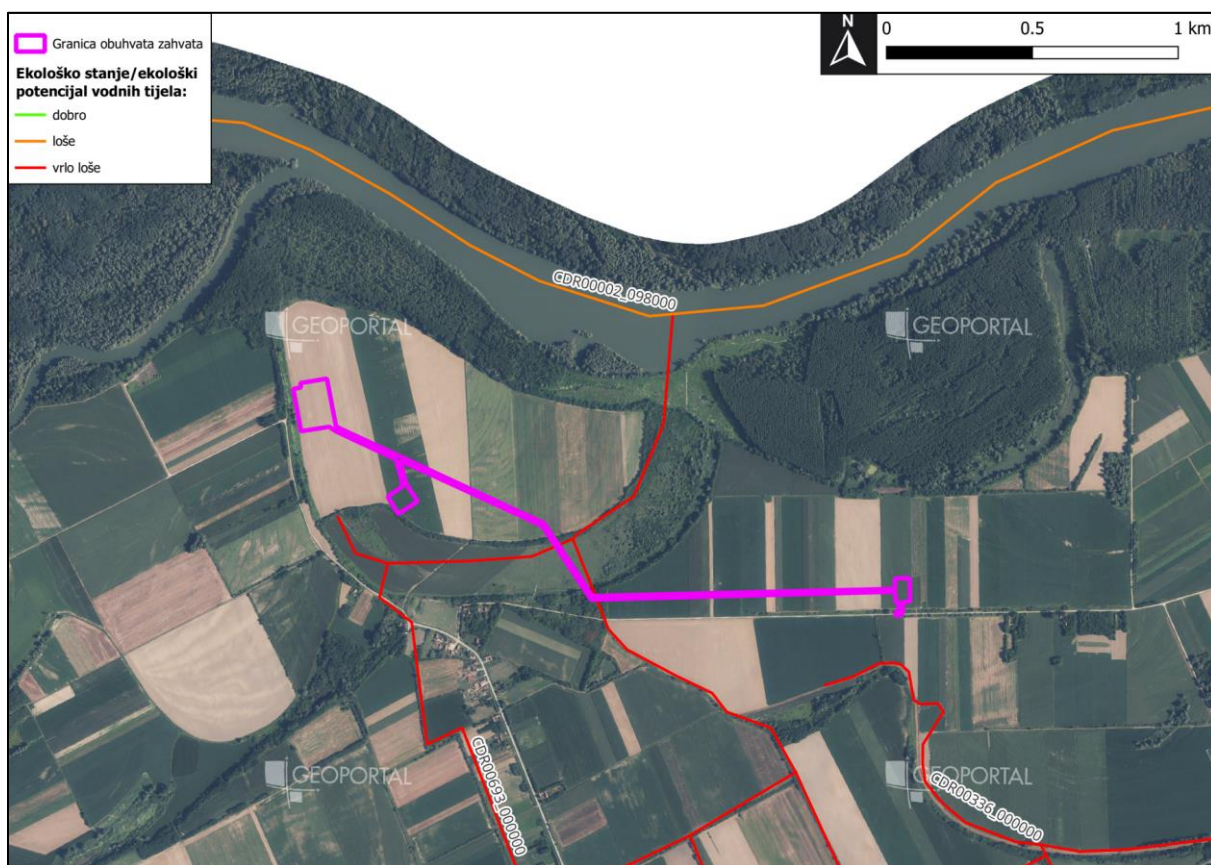 Granica obuhvata zahvata
Ekološko stanje/ekološki
potencijal vodnih tijela:
dobro
loše
vrlo loše
N
0 0.5 1 km
CDR00002_098000
GEOPORTAL
GEOPORTAL
CDR00693_000000
GEOPORTAL
GEOPORTAL
CDR00336_000000